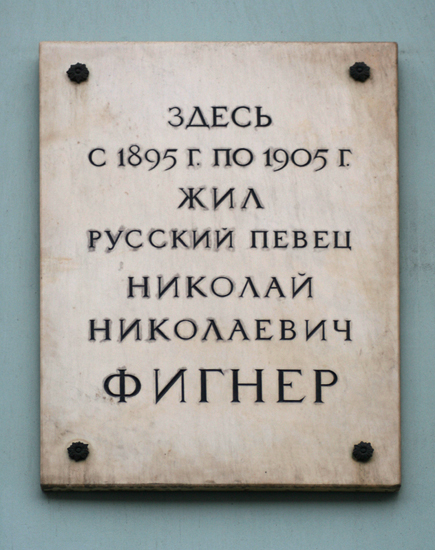 ЗДЕСЬ
С 1895 Г. ПО 1905 Г.
ЖИЛ
РУССКИЙ ПЕВЕЦ
НИКОЛАЙ
НИКОЛАЕВИЧ
ФИГНЕР